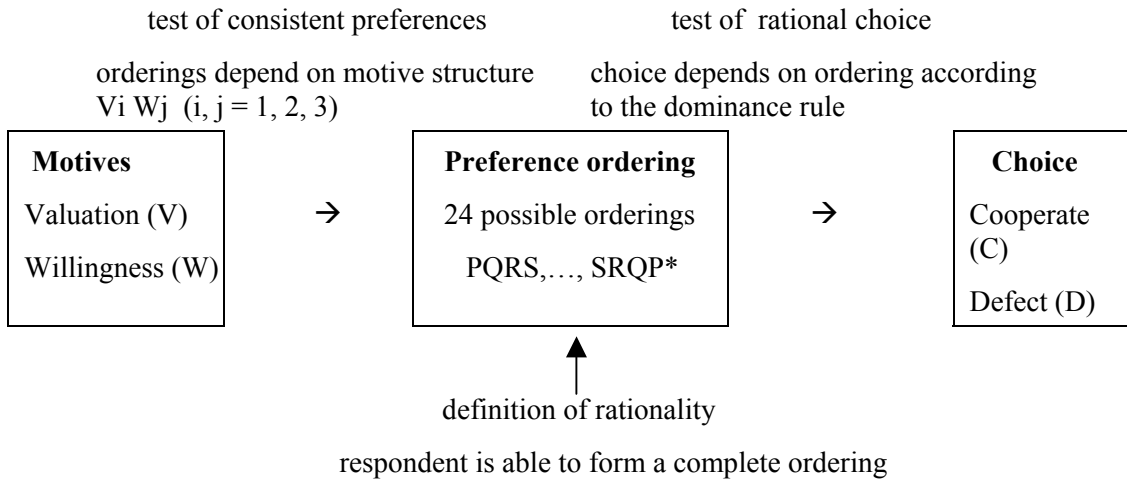 test of consistent preferences
test of rational choice
orderings depend on motive structure
Vi Wj (i, j = 1, 2, 3)
choice depends on ordering according
to the dominance rule
Motives
Valuation (V)
Willingness (W)
→
Preference ordering
24 possible orderings
PQRS,…, SRQP*
→
Choice
Cooperate
(C)
Defect (D)
definition of rationality
respondent is able to form a complete ordering